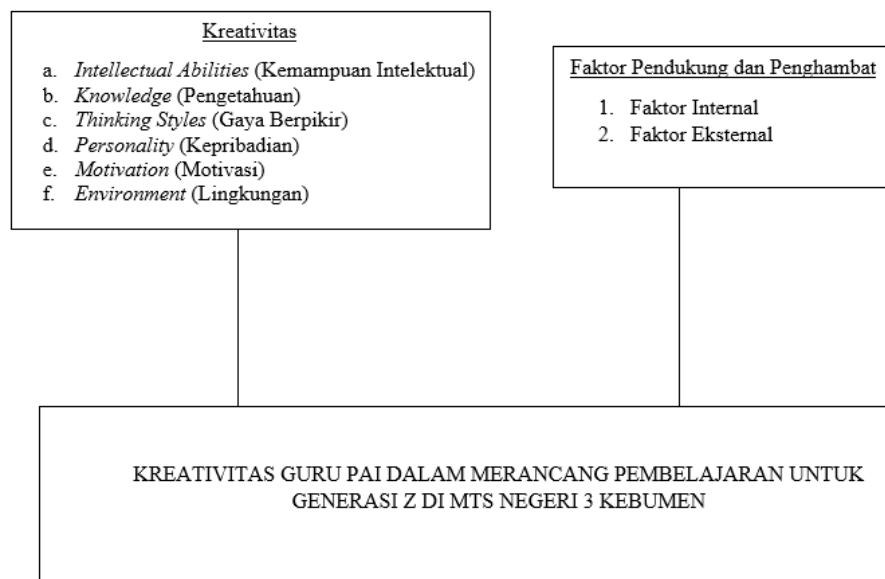 Kreativitas
a. Intellectual Abilities (Kemampuan Intelektual)
b. Knowledge (Pengetahuan)
c. Thinking Styles (Gaya Berpikir)
d. Personality (Kepribadian)
e. Motivation (Motivasi)
f. Environment (Lingkungan)
Faktor Pendukung dan Penghambat
1. Faktor Internal
2. Faktor Eksternal
KREATIVITAS GURU PAI DALAM MERANCANG PEMBELAJARAN UNTUK
GENERASI Z DI MTS NEGERI 3 KEBUMEN